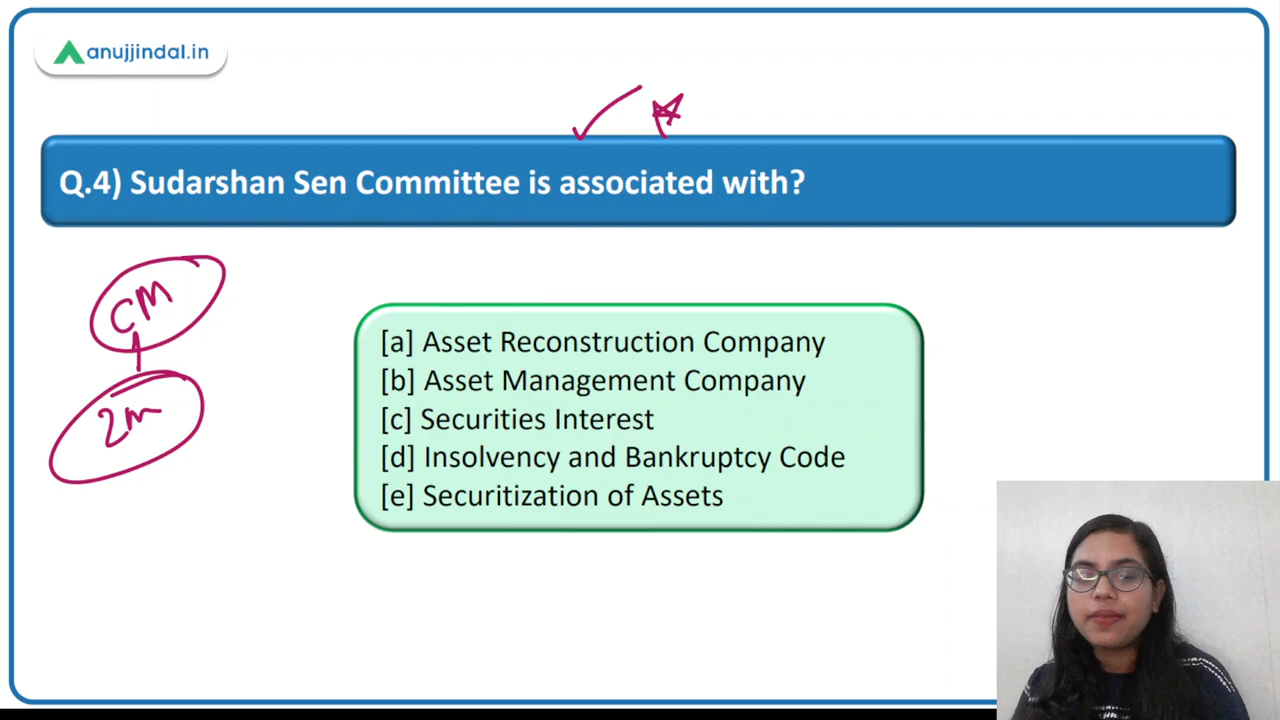 anujjindal.in
Q.4) Sudarshan Sen Committee is associated with?
CM
2m
[a] Asset Reconstruction Company
[b] Asset Management Company
[c] Securities Interest
[d] Insolvency and Bankruptcy Code
[e] Securitization of Assets